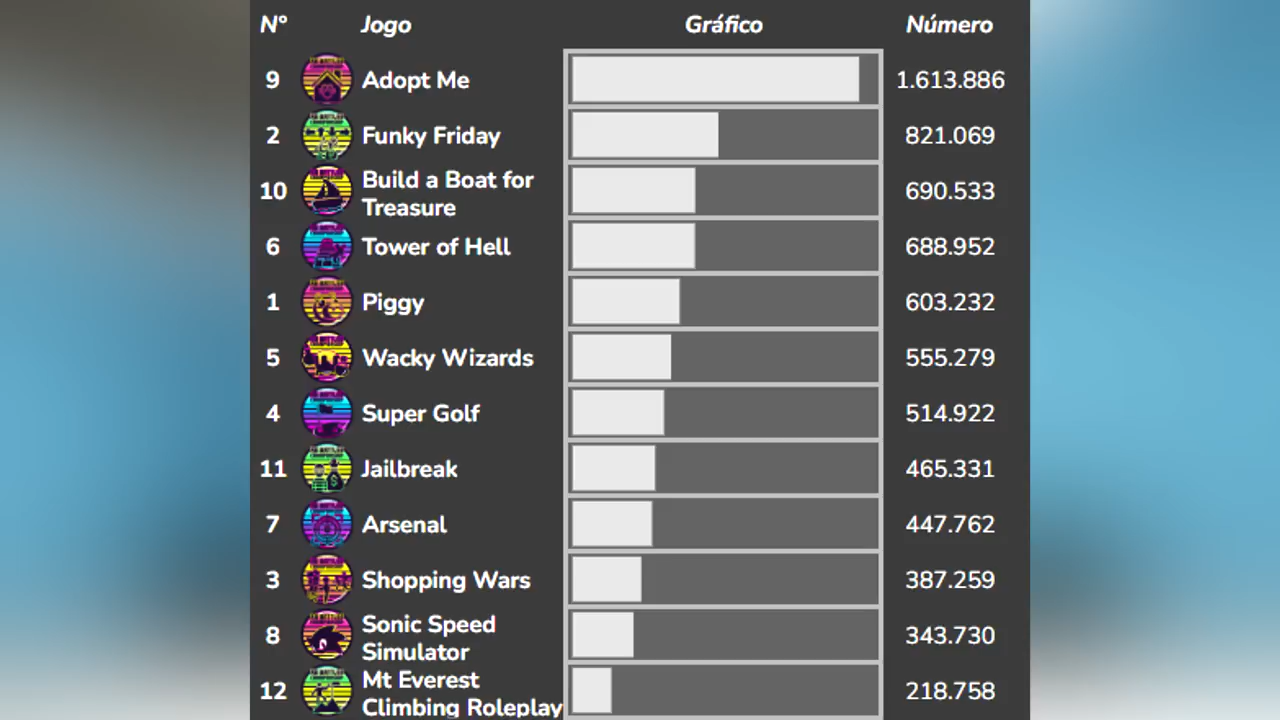 Nº Jogo Gráfico Número
9 Adopt Me 1.613.886
2 Funky Friday 821.069
10 Build a Boat for Treasure 690.533
6 Tower of Hell 688.952
1 Piggy 603.232
5 Wacky Wizards 555.279
4 Super Golf 514.922
11 Jailbreak 465.331
7 Arsenal 447.762
3 Shopping Wars 387.259
8 Sonic Speed Simulator 343.730
12 Mt Everest Climbing Roleplay 218.758